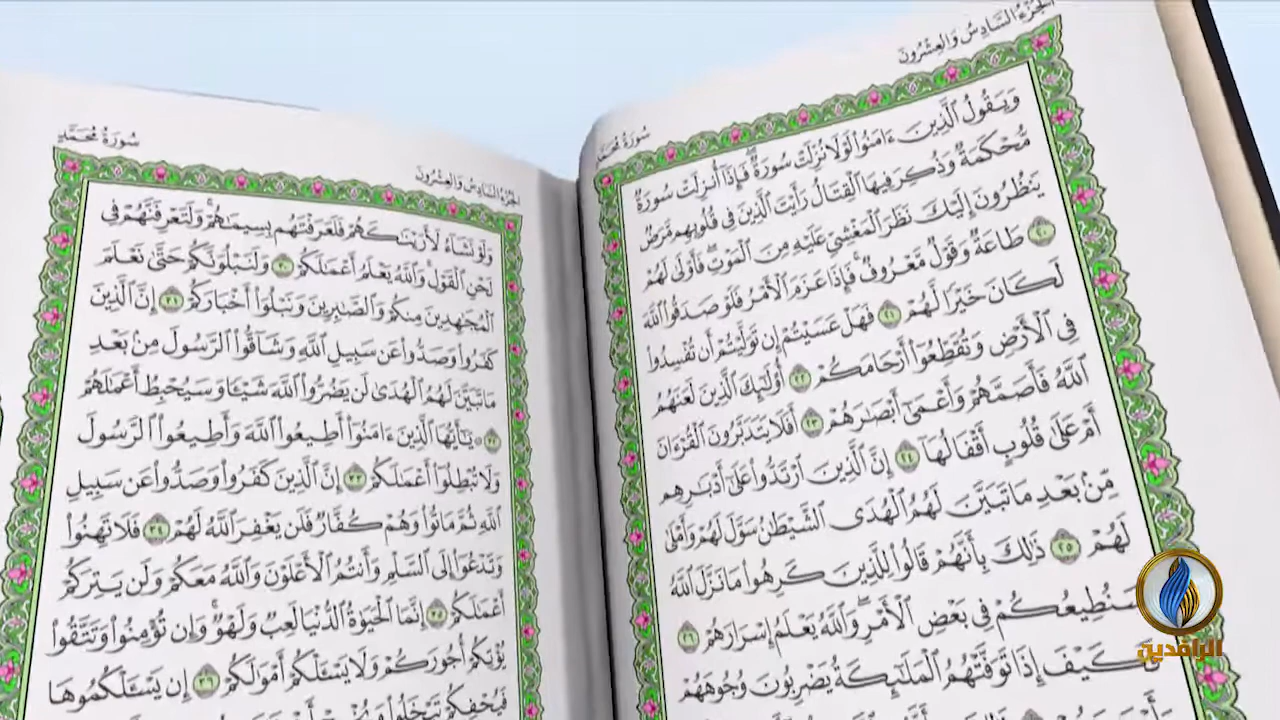 الجزء السادس والعشرون
سورة محمد
ويقول الذين ءامنوا لولا نزلت سورة فإذا أنزلت سورة
محكمة وذكر فيها القتال رأيت الذين في قلوبهم مرض
ينظرون إليك نظر المغشي عليه من الموت فأولى لهم
٢٠ طاعة وقول معروف فإذا عزم الأمر فلو صدقوا الله
لكان خيرا لهم ٢١ فهل عسيتم إن توليتم أن تفسدوا
في الأرض وتقطعوا أرحامكم ٢٢ أولئك الذين لعنهم
الله فأصمهم وأعمى أبصرهم ٢٣ أفلا يتدبرون القرءان
أم على قلوب أقفالها ٢٤ إن الذين ارتدوا على أدبرهم
من بعد ما تبين لهم الهدى الشيطن سول لهم وأملى
لهم ٢٥ ذلك بأنهم قالوا للذين كرهوا ما نزل الله
سنطيعكم في بعض الأمر والله يعلم إسرارهم ٢٦
فكيف إذا توفتهم الملئكة يضربون وجوههم
سورة محمد
الجزء السادس والعشرون
ولو نشاء لأرينكهم فلعرفتهم بسيمهم ولتعرفنهم في
لحن القول والله يعلم أعملكم ٣٠ ولنبلونكم حتى نعلم
المجهدين منكم والصبرين ونبلوا أخباركم ٣١ إن الذين
كفروا وصدوا عن سبيل الله وشاقوا الرسول من بعد
ما تبين لهم الهدى لن يضروا الله شيئا وسيحبط أعملهم
٣٢ يأيها الذين ءامنوا أطيعوا الله وأطيعوا الرسول
ولا تبطلوا أعملكم ٣٣ إن الذين كفروا وصدوا عن سبيل
الله ثم ماتوا وهم كفار فلن يغفر الله لهم ٣٤ فلا تهنوا
وتدعوا إلى السلم وأنتم الأعلون والله معكم ولن يتركم
أعملكم ٣٥ إنما الحيوة الدنيا لعب ولهو وإن تؤمنوا وتتقوا
يؤتكم أجوركم ولا يسئلكم أمولكم ٣٦ إن يسئلكموها
فيحفكم تبخلوا
الرافدين